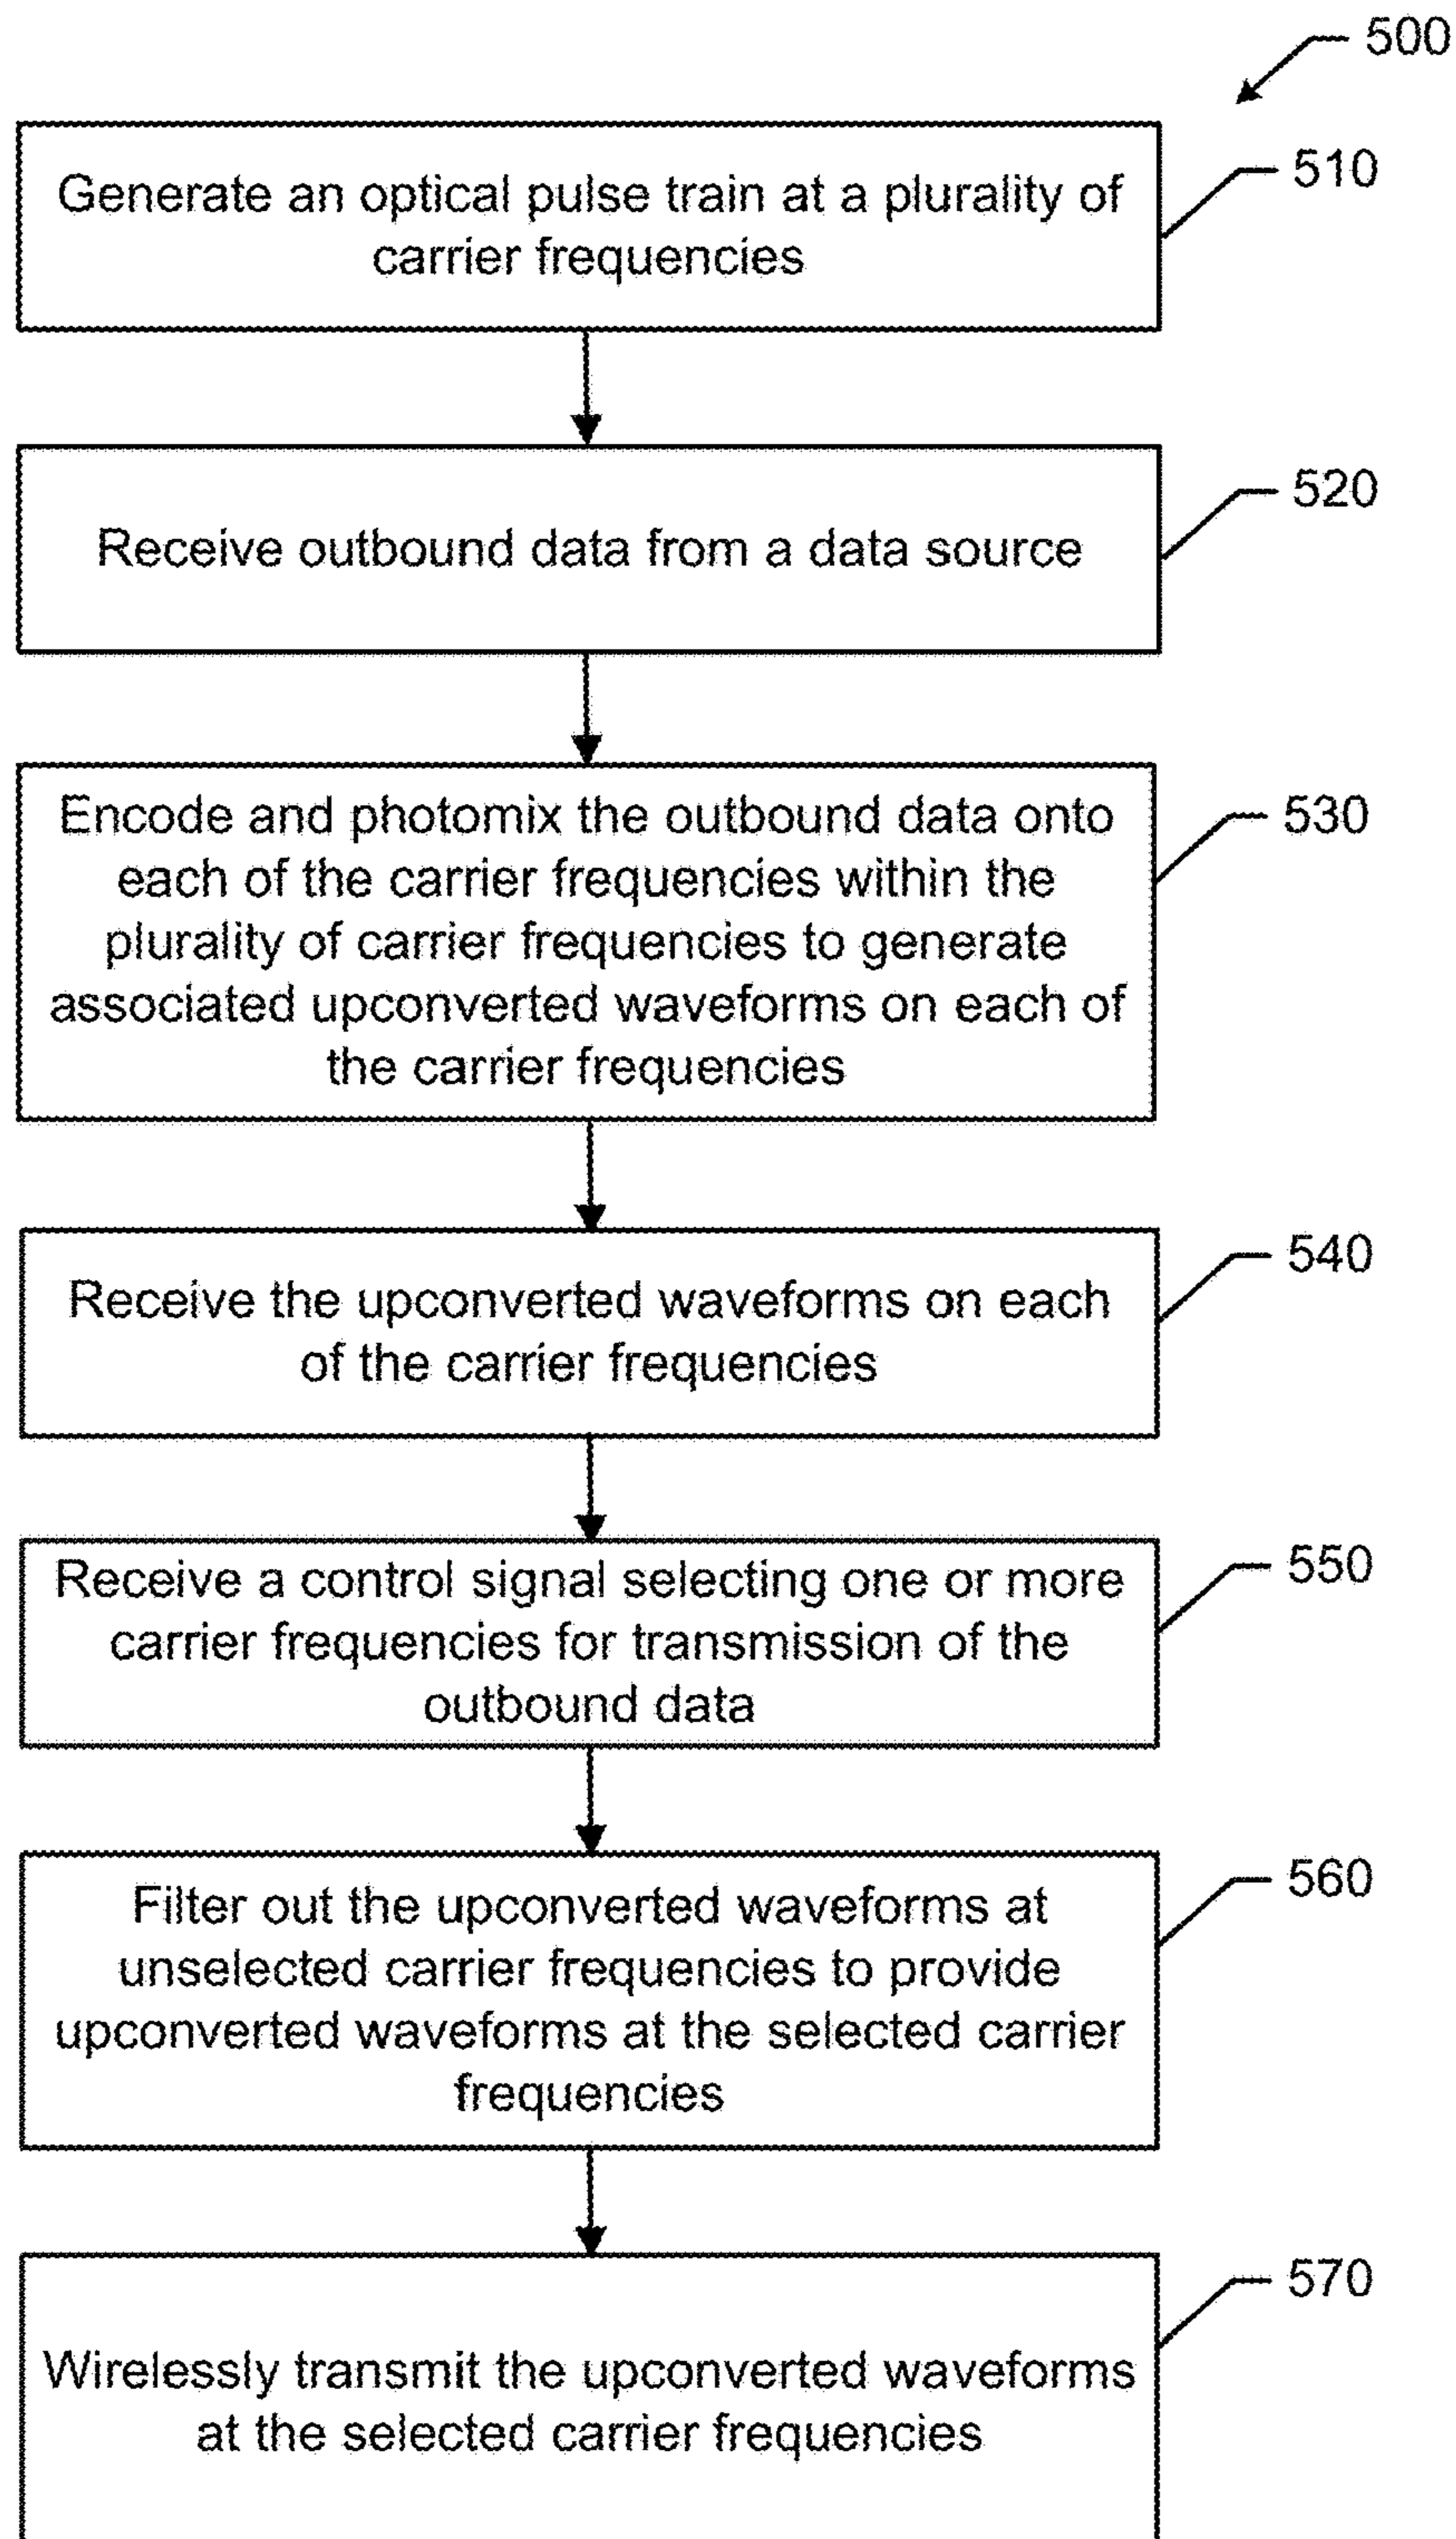 500
Generate an optical pulse train at a plurality of
carrier frequencies
510
Receive outbound data from a data source
520
Encode and photomix the outbound data onto
each of the carrier frequencies within the
plurality of carrier frequencies to generate
associated upconverted waveforms on each of
the carrier frequencies
530
Receive the upconverted waveforms on each
of the carrier frequencies
540
Receive a control signal selecting one or more
carrier frequencies for transmission of the
outbound data
550
Filter out the upconverted waveforms at
unselected carrier frequencies to provide
upconverted waveforms at the selected carrier
frequencies
560
Wirelessly transmit the upconverted waveforms
at the selected carrier frequencies
570